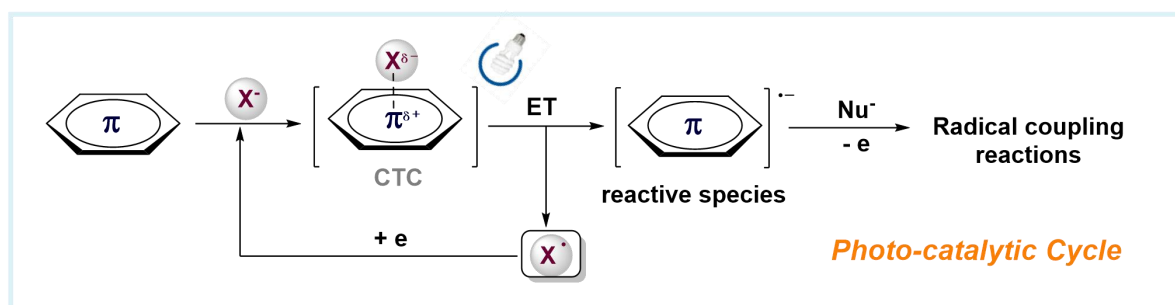 X δ-
X-
ET
•-
π
π δ+
π
Nu-
- e
Radical coupling
reactions
CTC
reactive species
+ e
X•
Photo-catalytic Cycle